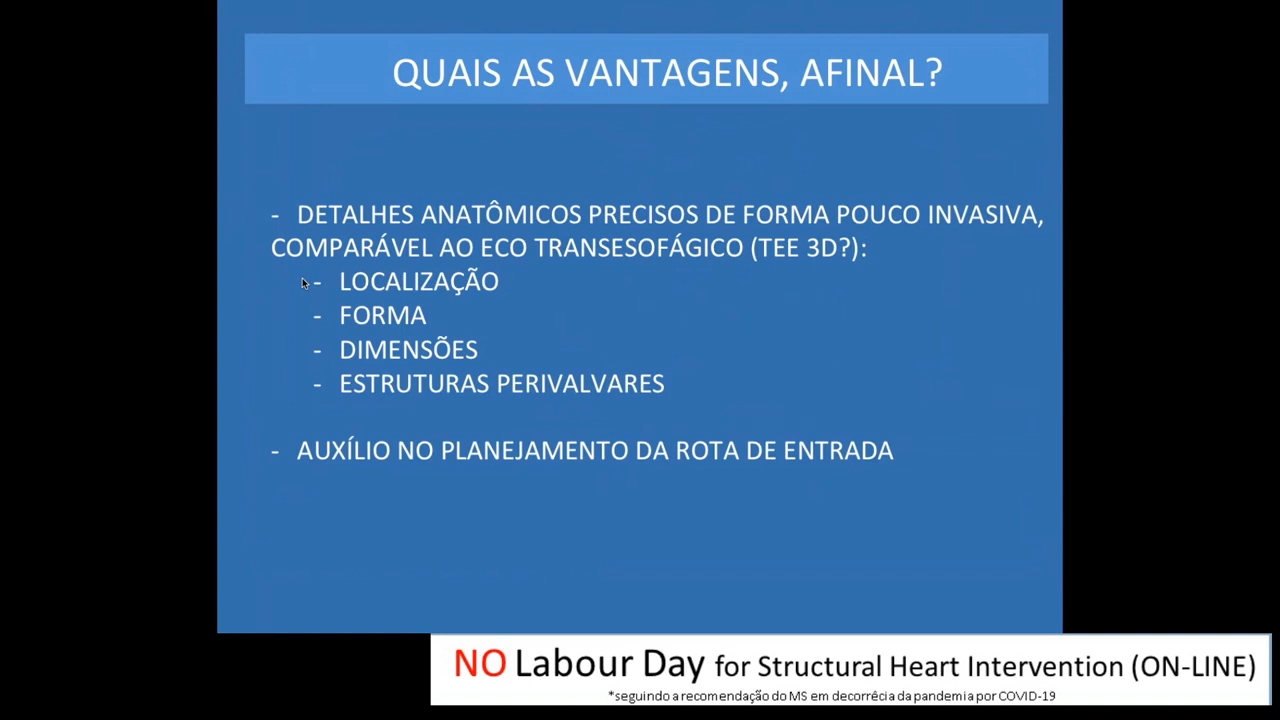 QUAIS AS VANTAGENS, AFINAL?
- DETALHES ANATÔMICOS PRECISOS DE FORMA POUCO INVASIVA,
COMPARÁVEL AO ECO TRANSESOFÁGICO (TEE 3D?):
- LOCALIZAÇÃO
- FORMA
- DIMENSÕES
- ESTRUTURAS PERIVALVARES
- AUXÍLIO NO PLANEJAMENTO DA ROTA DE ENTRADA
NO Labour Day for Structural Heart Intervention (ON-LINE)
*seguindo a recomendação do MS em decorrêcia da pandemia por COVID-19